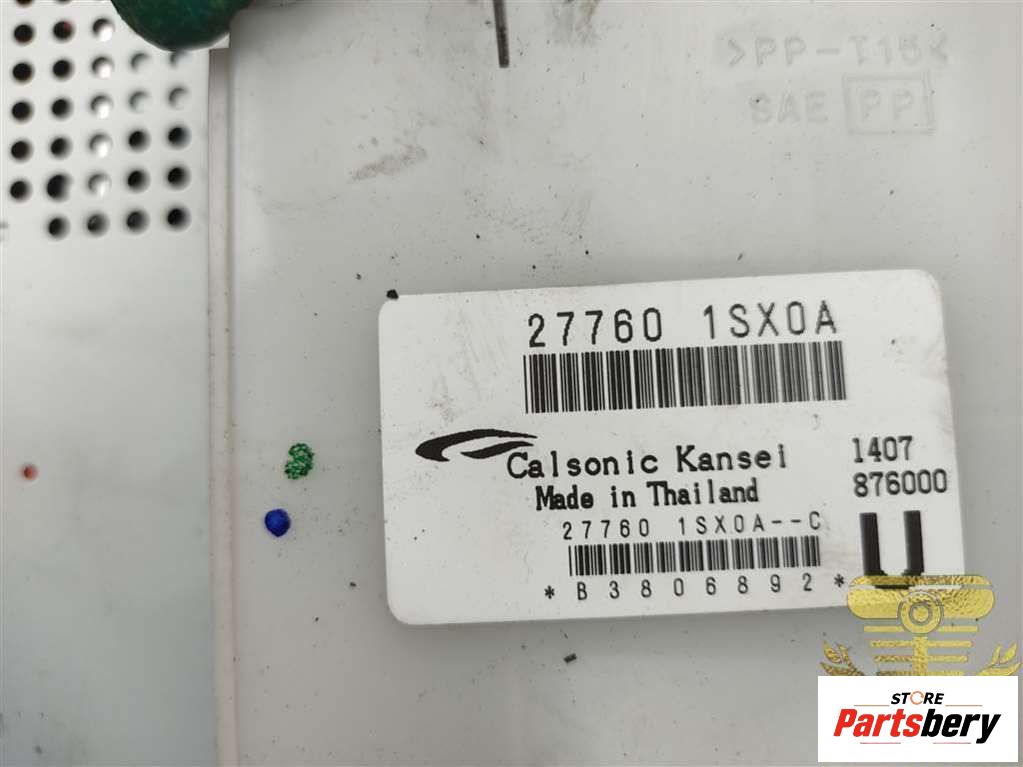 >PP-T15<
SAE PP
27760 1SX0A
Calsonic Kansei
Made in Thailand
1407
876000
27760 1SX0A--C
*B3806892*
U
STORE
Partsbery